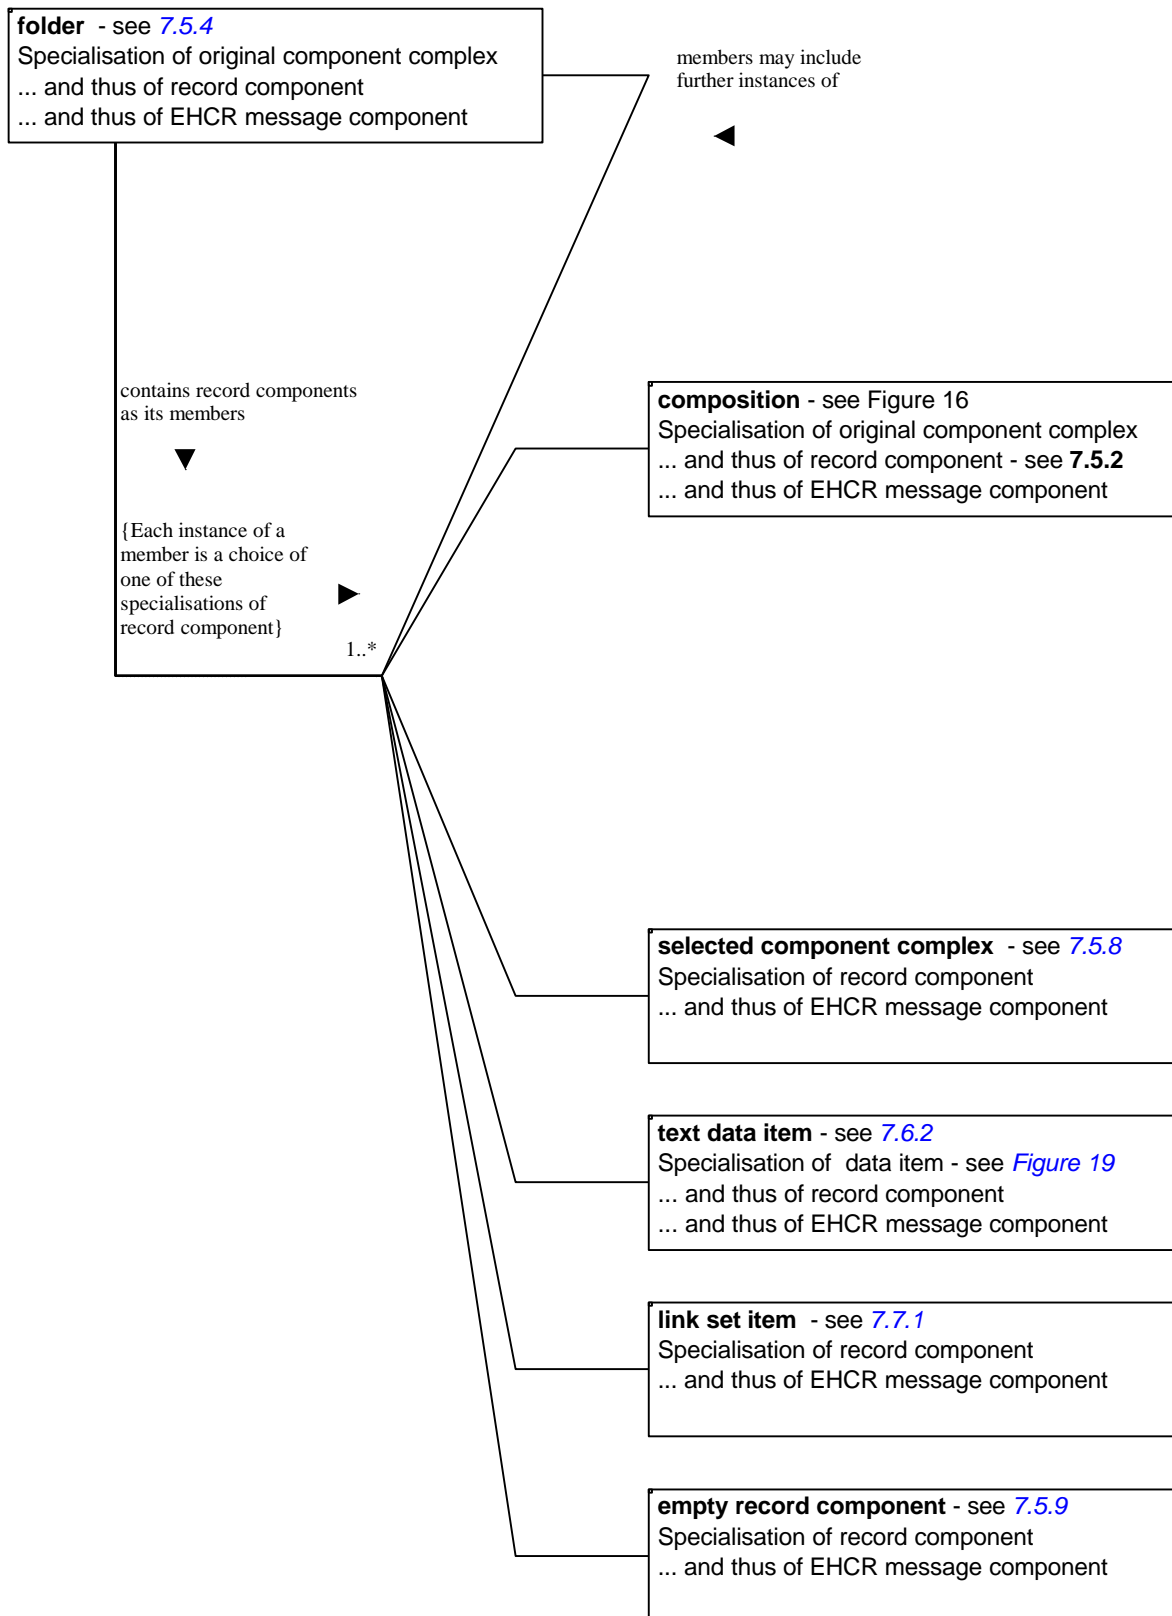 folder - see 7.5.4
Specialisation of original component complex
... and thus of record component
... and thus of EHCR message component
members may include
further instances of
contains record components
as its members
{Each instance of a
member is a choice of
one of these
specialisations of
record component}
1..*
composition - see Figure 16
Specialisation of original component complex
... and thus of record component - see 7.5.2
... and thus of EHCR message component
selected component complex - see 7.5.8
Specialisation of record component
... and thus of EHCR message component
text data item - see 7.6.2
Specialisation of data item - see Figure 19
... and thus of record component
... and thus of EHCR message component
link set item - see 7.7.1
Specialisation of record component
... and thus of EHCR message component
empty record component - see 7.5.9
Specialisation of record component
... and thus of EHCR message component